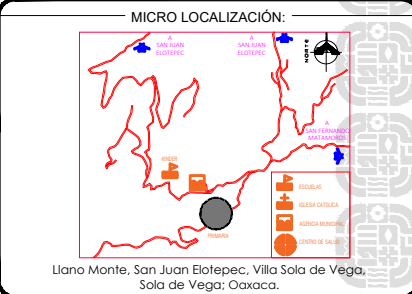 MICRO LOCALIZACIÓN:
A
SAN JUAN
ELOTEPEC
A
SAN JUAN
ELOTEPEC
NORTE
A
SAN FERNANDO
MATAMOROS
KINDER
PRIMARIA
ESCUELAS
IGLESIA CATOLICA
AGENCIA MUNICIPAL
CENTRO DE SALUD
Llano Monte, San Juan Elotepec, Villa Sola de Vega,
Sola de Vega; Oaxaca.